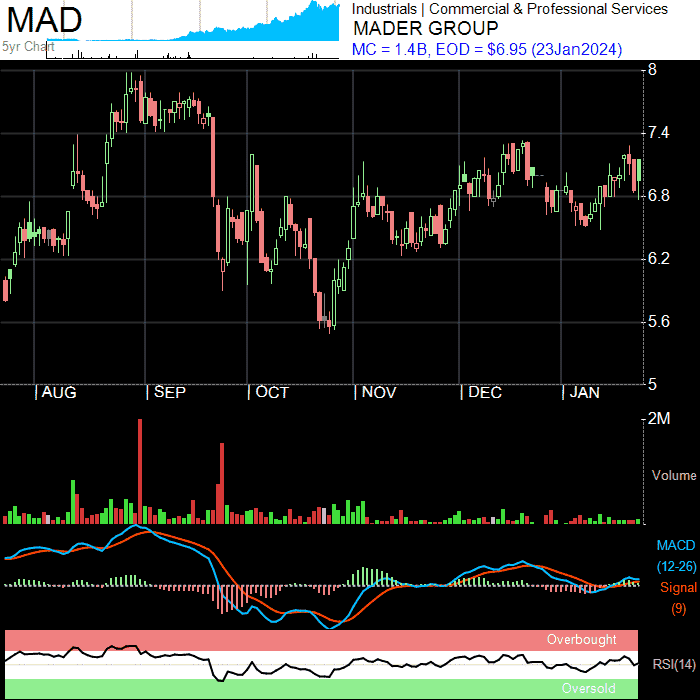 MAD
5yr Chart
Industrials | Commercial & Professional Services
MADER GROUP
MC = 1.4B, EOD = $6.95 (23Jan2024)
8
7.4
6.8
6.2
5.6
5
| AUG | SEP | OCT | NOV | DEC | JAN
2M
Volume
MACD
(12-26)
Signal
(9)
Overbought
RSI(14)
Oversold